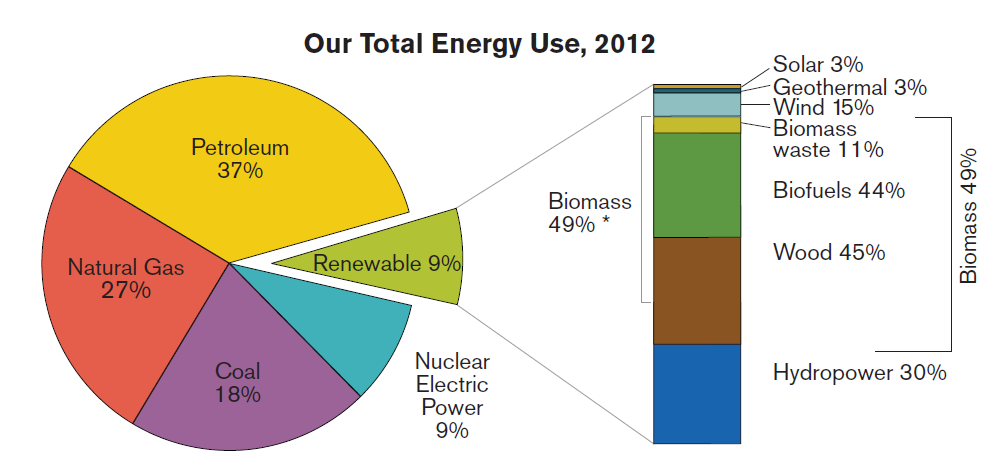 Our Total Energy Use, 2012
Petroleum
37%
Natural Gas
27%
Coal
18%
Nuclear
Electric
Power
9%
Renewable 9%
Biomass
49% *
Solar 3%
Geothermal 3%
Wind 15%
Biomass
waste 11%
Biofuels 44%
Wood 45%
Hydropower 30%
Biomass 49%